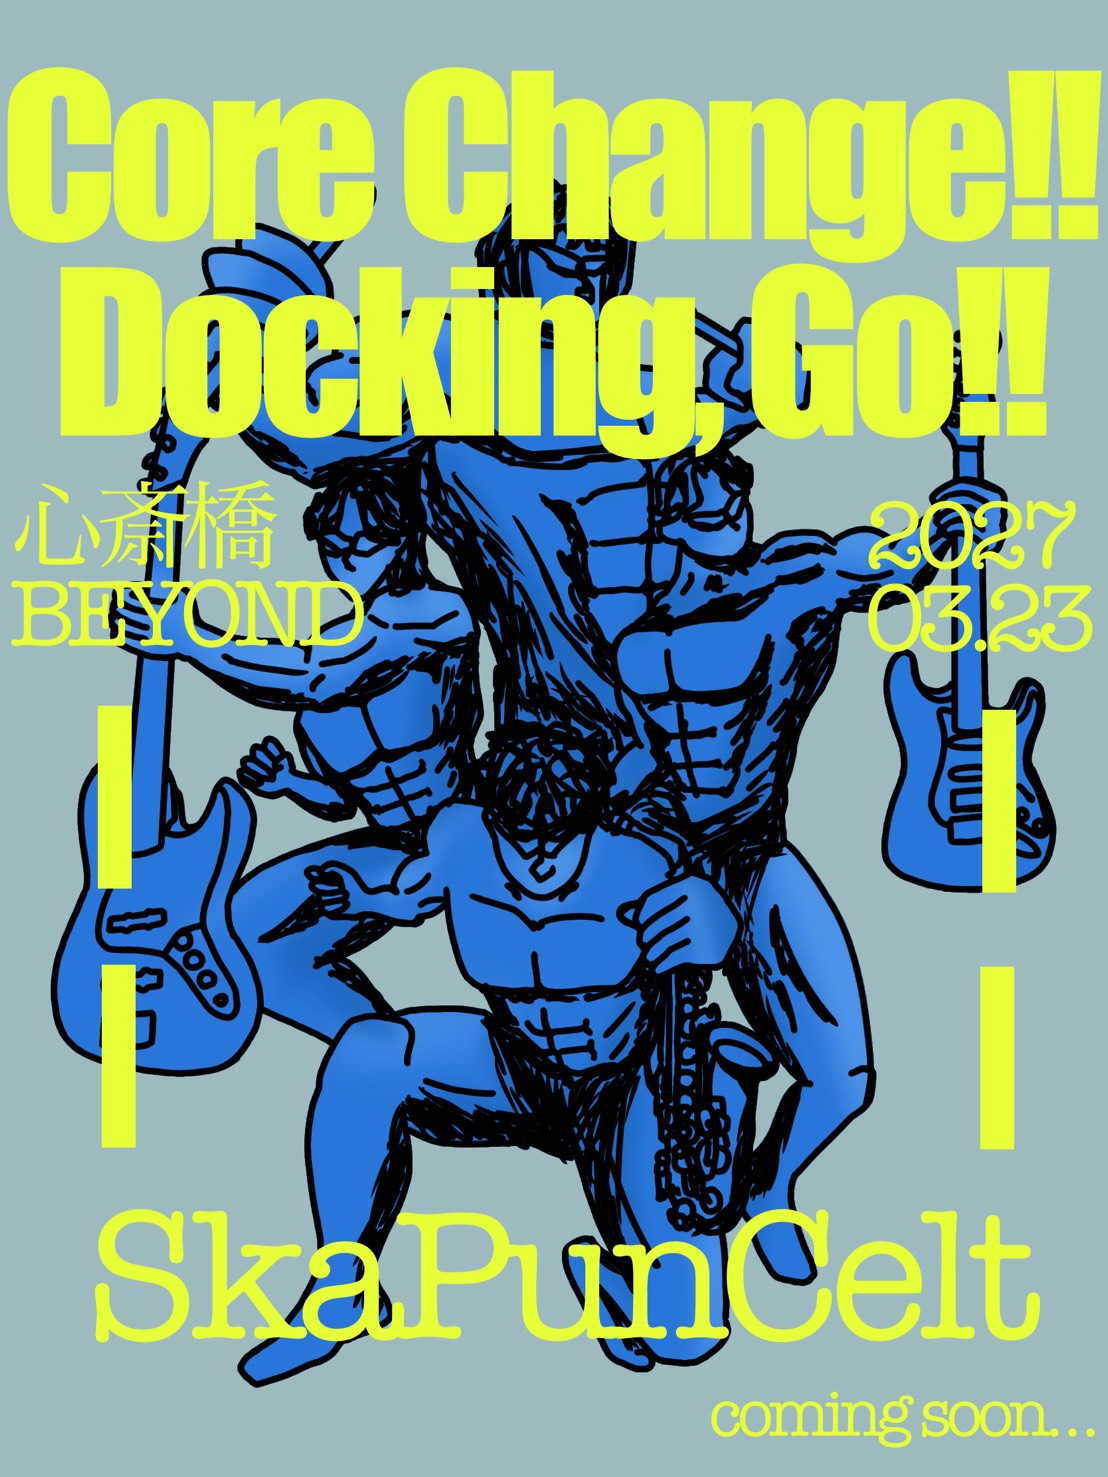 Core Change!!
Docking, Go!!
心斎橋
BEYOND
2027
03.23
SkaPunCelt
coming soon...